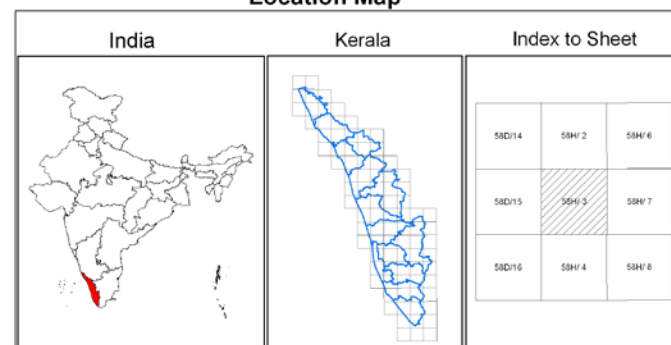 Location Map
India
Kerala
Index to Sheet
58D/14
58H/ 2
58H/ 6
58D/15
58H/ 3
58H/ 7
58D/16
58H/ 4
58H/ 8